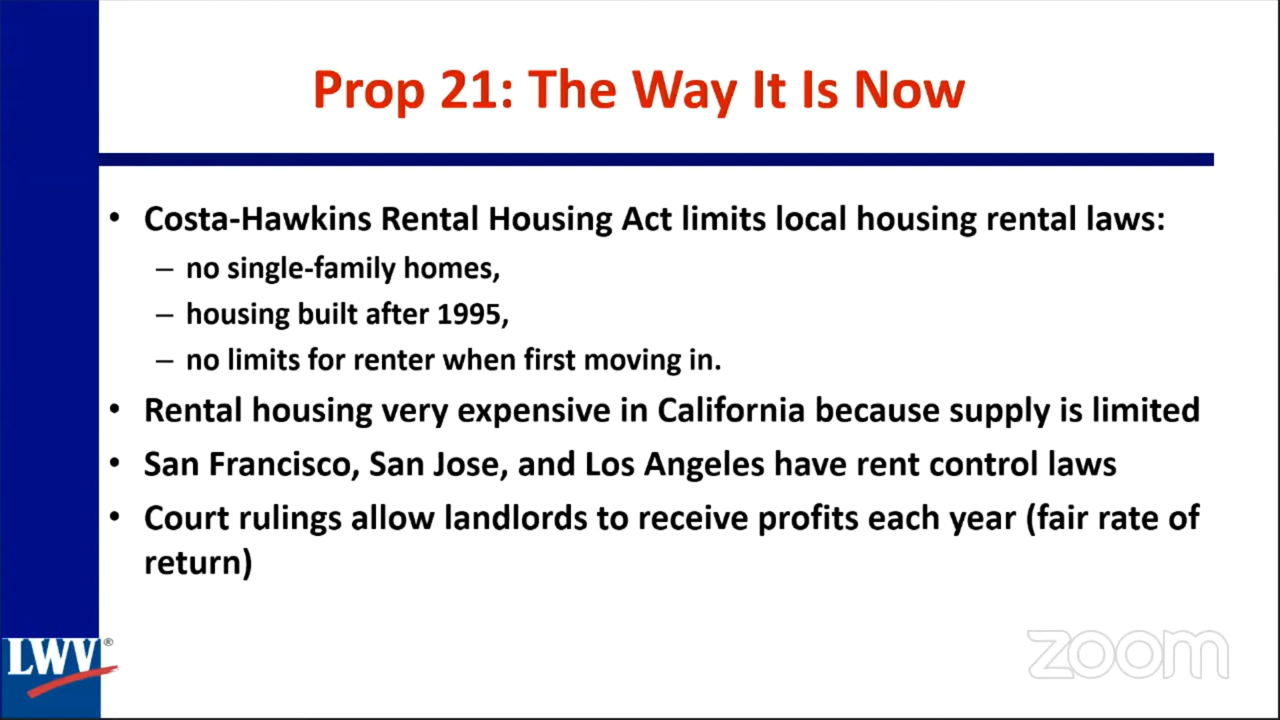 Prop 21: The Way It Is Now
• Costa-Hawkins Rental Housing Act limits local housing rental laws:
– no single-family homes,
– housing built after 1995,
– no limits for renter when first moving in.
• Rental housing very expensive in California because supply is limited
• San Francisco, San Jose, and Los Angeles have rent control laws
• Court rulings allow landlords to receive profits each year (fair rate of
return)
LWV®
zoom